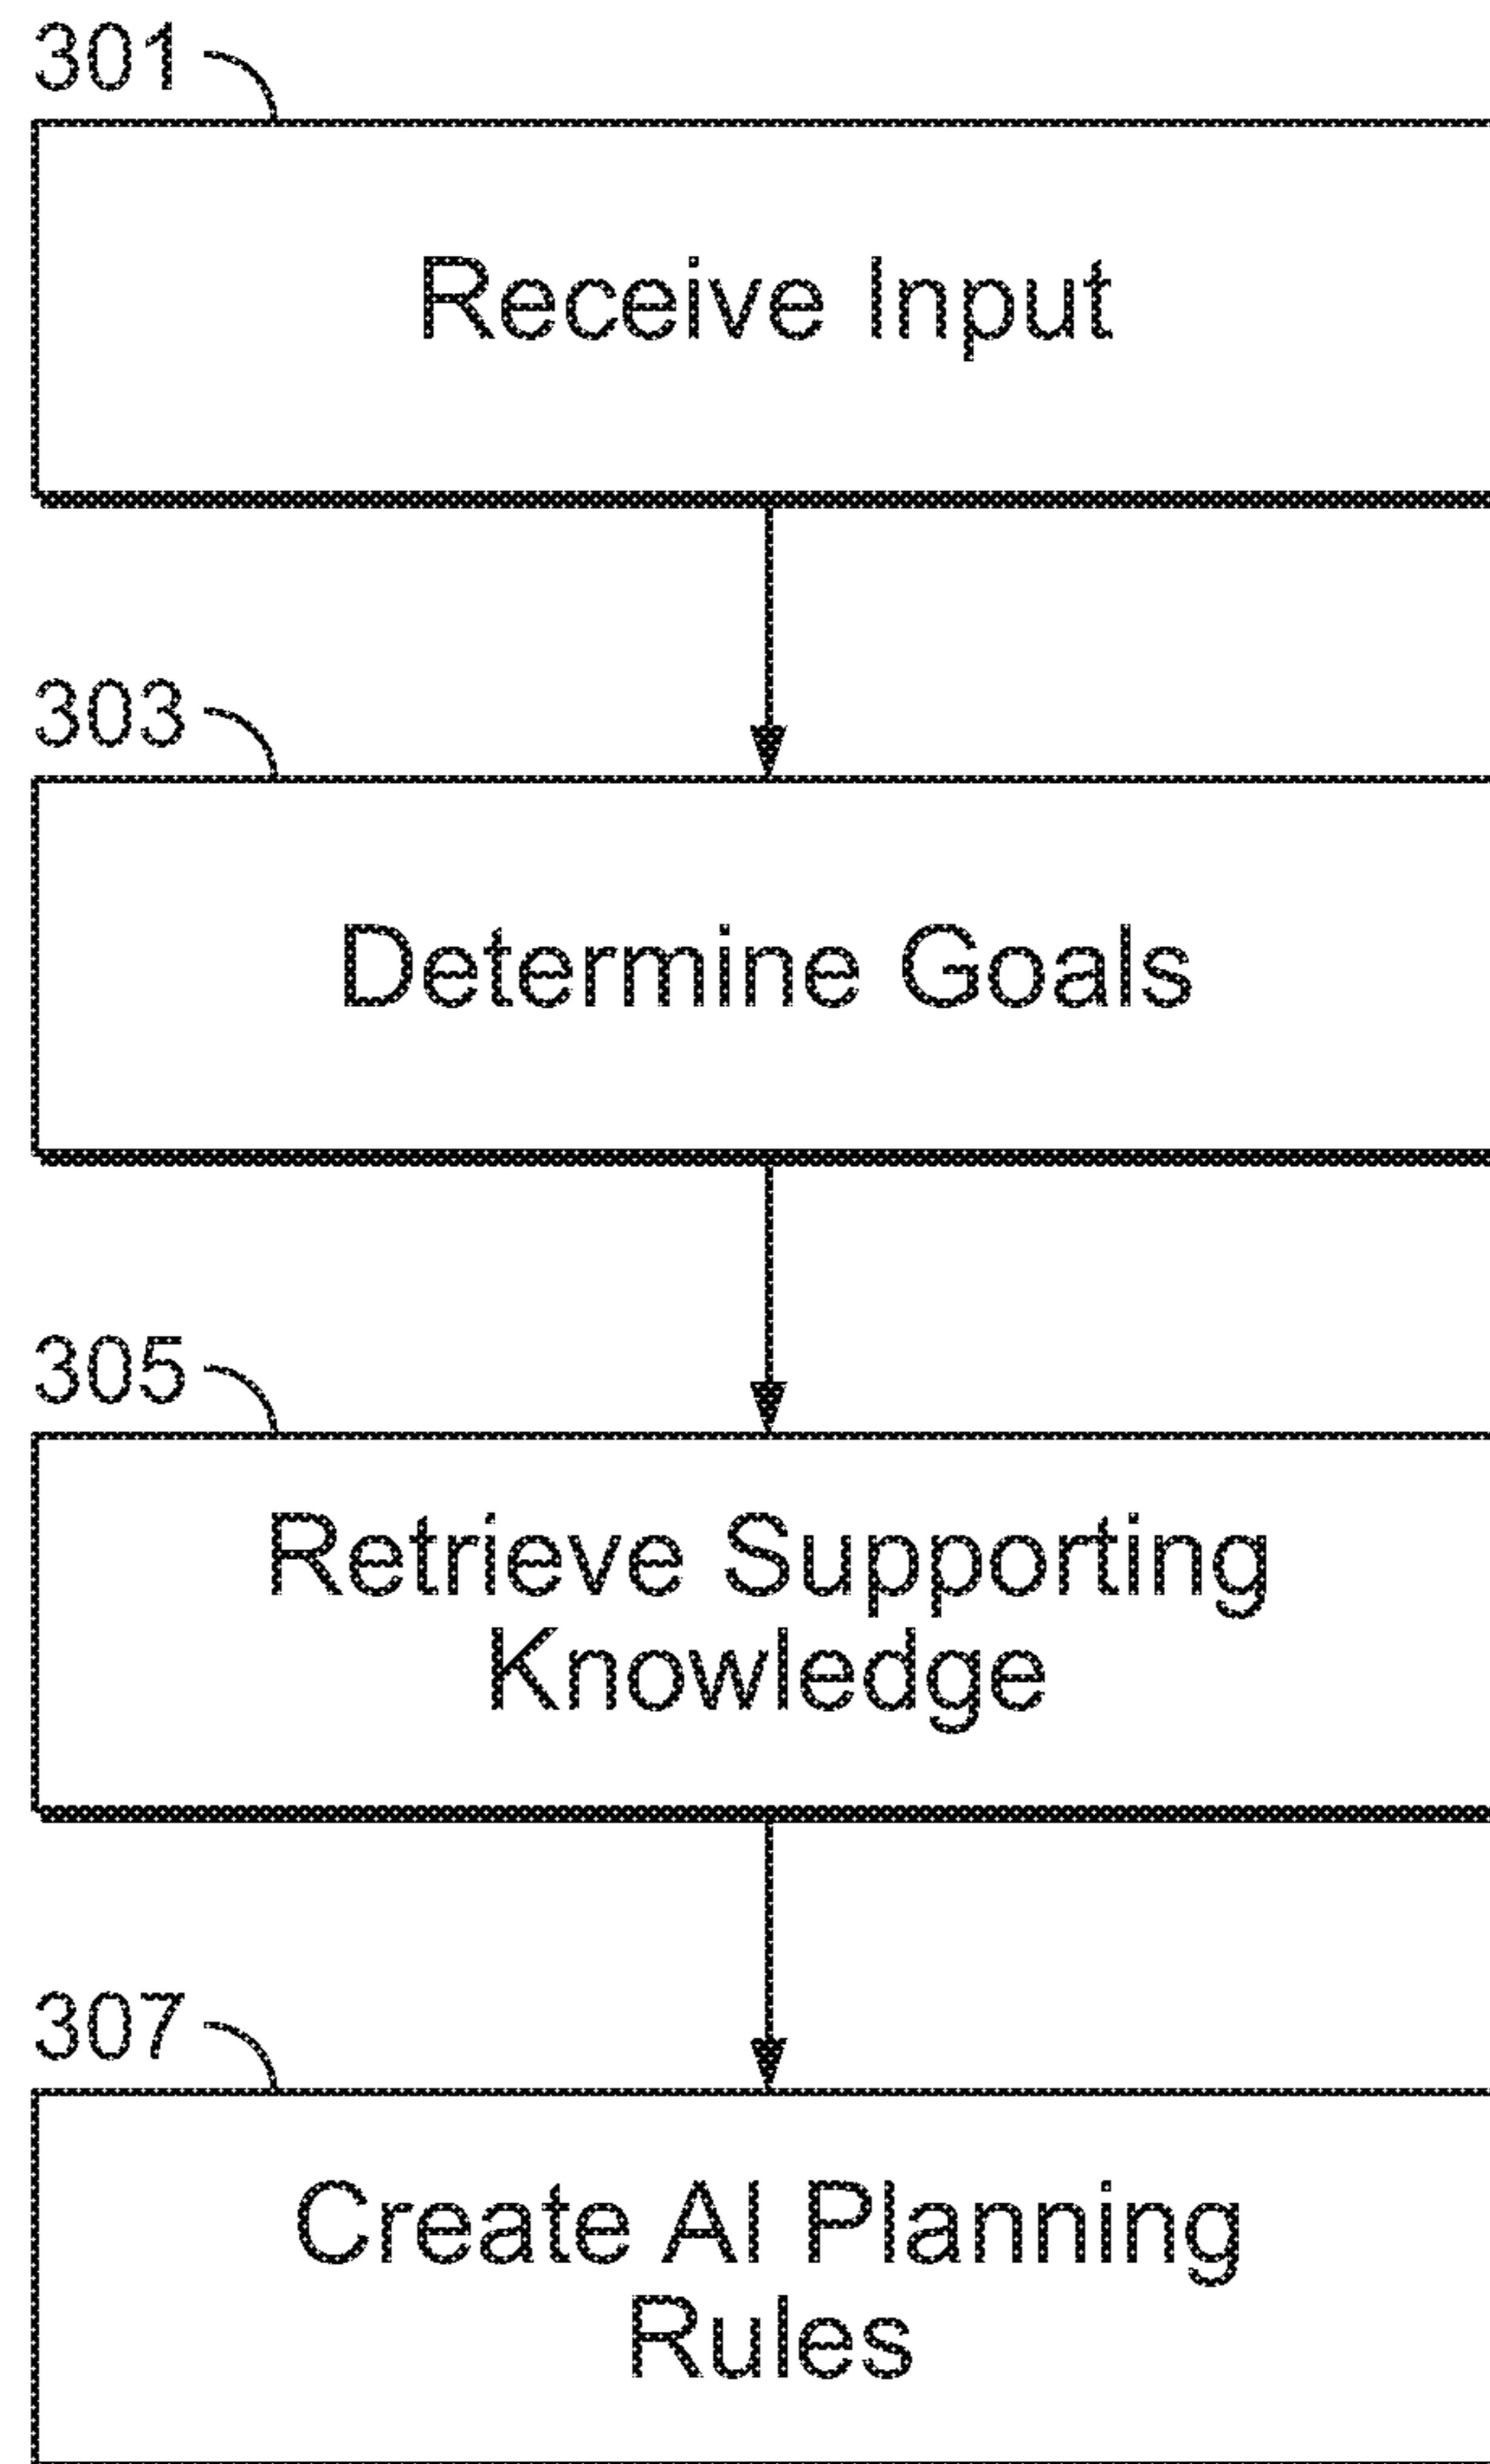 301
Receive Input
303
Determine Goals
305
Retrieve Supporting
Knowledge
307
Create AI Planning
Rules